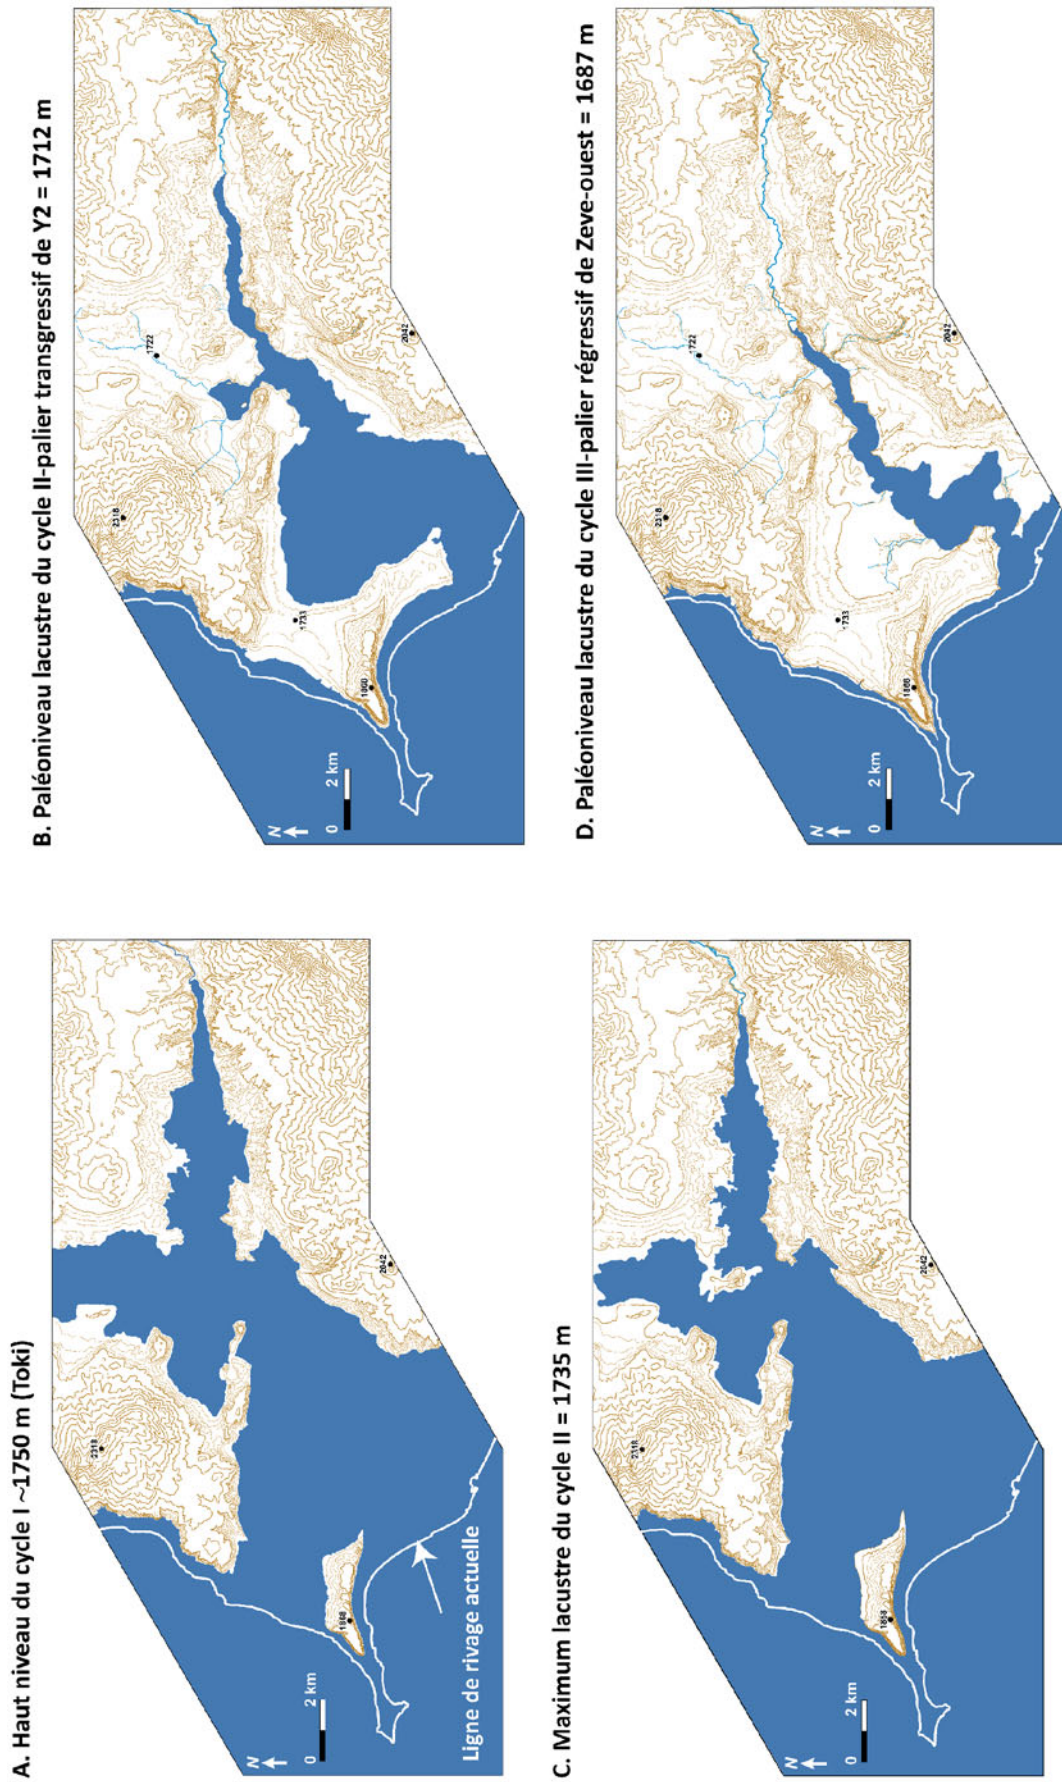 A. Haut niveau du cycle I ~1750 m (Toki)
2318
2042
1868
N
0 2 km
Ligne de rivage actuelle
B. Paléoniveau lacustre du cycle II-palier transgressif de Y2 = 1712 m
1722
2318
1733
2042
N
0 2 km
C. Maximum lacustre du cycle II = 1735 m
2318
2042
N
0 2 km
D. Paléoniveau lacustre du cycle III-palier régressif de Zeve-ouest = 1687 m
1722
2318
1733
2042
1868
N
0 2 km